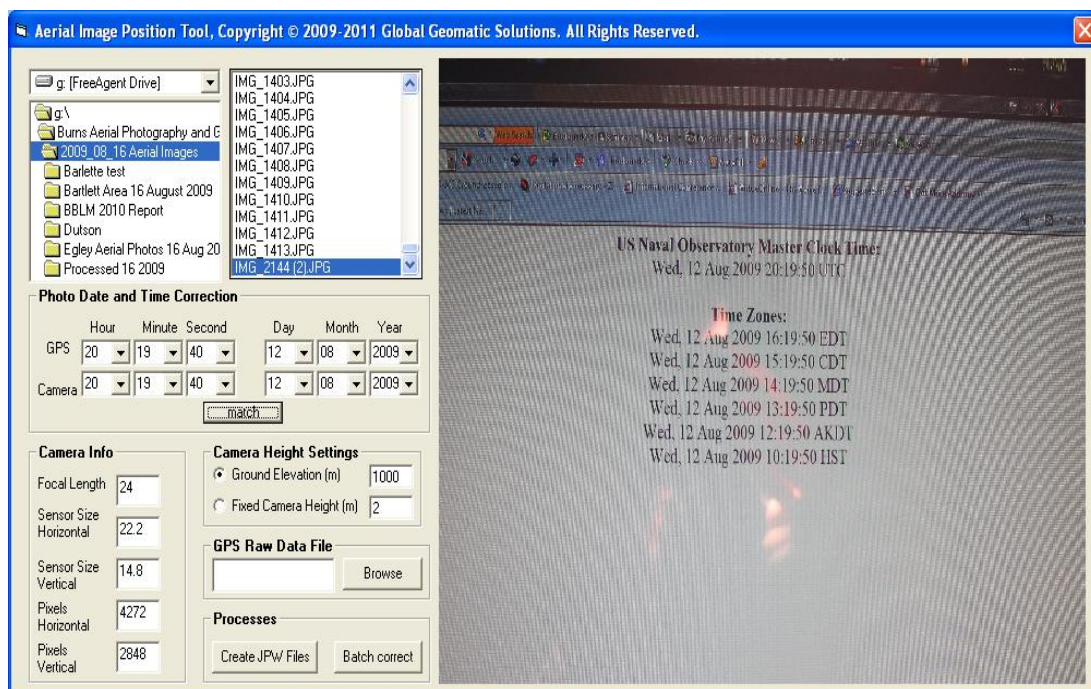 Aerial Image Position Tool, Copyright © 2009-2011 Global Geomatic Solutions. All Rights Reserved.
g: [FreeAgent Drive]
g:\
Burns Aerial Photography and G
2009_08_16 Aerial Images
Barlette test
Bartlett Area 16 August 2009
BBLM 2010 Report
Dutson
Egley Aerial Photos 16 Aug 20
Processed 16 2009
IMG_1403.JPG
IMG_1404.JPG
IMG_1405.JPG
IMG_1406.JPG
IMG_1407.JPG
IMG_1408.JPG
IMG_1409.JPG
IMG_1410.JPG
IMG_1411.JPG
IMG_1412.JPG
IMG_1413.JPG
IMG_2144 (2).JPG
Photo Date and Time Correction
Hour Minute Second Day Month Year
GPS 20 19 40 12 08 2009
Camera 20 19 40 12 08 2009
match
Camera Info
Focal Length 24
Sensor Size
Horizontal 22.2
Sensor Size
Vertical 14.8
Pixels
Horizontal 4272
Pixels
Vertical 2848
Camera Height Settings
Ground Elevation (m) 1000
Fixed Camera Height (m) 2
GPS Raw Data File
Browse
Processes
Create JPW Files Batch correct
US Naval Observatory Master Clock Time:
Wed, 12 Aug 2009 20:19:50 UTC
Time Zones:
Wed, 12 Aug 2009 16:19:50 EDT
Wed, 12 Aug 2009 15:19:50 CDT
Wed, 12 Aug 2009 14:19:50 MDT
Wed, 12 Aug 2009 13:19:50 PDT
Wed, 12 Aug 2009 12:19:50 AKDT
Wed, 12 Aug 2009 10:19:50 HST